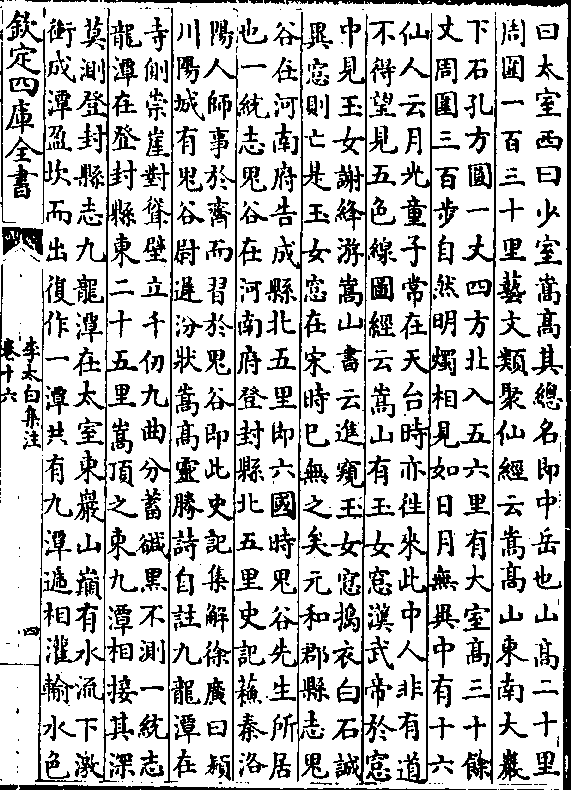 曰太室西曰少室嵩髙其總名即中岳也山髙二十里
周圍一百三十里藝文類聚仙經云嵩髙山東南大巖
下石孔方圓一丈四方北入五六里有大室髙三十餘
丈周圍三百步自然明燭相見如日月無異中有十六
仙人云月光童子常在天台時亦徃來此中人非有道
不得望見五色線圖經云嵩山有玉女窓漢武帝於窓
中見玉女謝絳游嵩山書云進窺玉女窓搗衣白石誠
異窓則亡是玉女窓在宋時已無之矣元和郡縣志鬼
谷在河南府告成縣北五里即六國時鬼谷先生所居
也一統志鬼谷在河南府登封縣北五里史記蘇秦洛
陽人師事於齊而習於鬼谷即此史記集解徐廣曰潁
川陽城有鬼谷尉遲汾狀嵩髙靈勝詩自註九龍潭在
寺側崇崖對聳壁立千仞九曲分蓄緘黒不測一統志
龍潭在登封縣東二十五里嵩頂之東九潭相接其深
莫測登封縣志九龍潭在太室東巖山巔有水流下激
衝成潭盈坎而出復作一潭共有九潭遞相灌輸水色
欽定四庫全書
李太白集注
卷十六
四